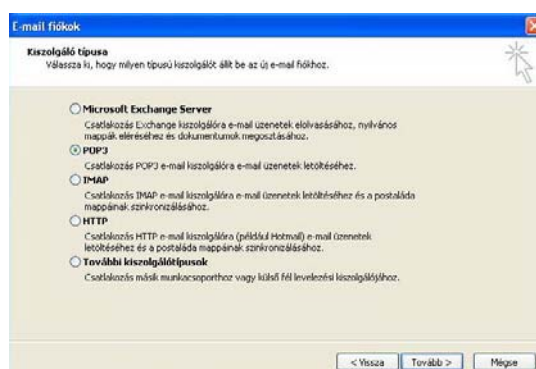 E-mail fiókok
Kiszolgáló típusa
Válassza ki, hogy milyen típusú kiszolgálót állít be az új e-mail fiókhoz.
Microsoft Exchange Server
Csatlakozás Exchange kiszolgálóra e-mail üzenetek elolvasásához, nyilvános
mappák eléréséhez és dokumentumok megosztásához.
POP3
Csatlakozás POP3 e-mail kiszolgálóra e-mail üzenetek letöltéséhez.
IMAP
Csatlakozás IMAP e-mail kiszolgálóra e-mail üzenetek letöltéséhez és a postaláda
mappáinak szinkronizálásához.
HTTP
Csatlakozás HTTP e-mail kiszolgálóra (például Hotmail) e-mail üzenetek
letöltéséhez és a postaláda mappáinak szinkronizálásához.
További kiszolgálótípusok
Csatlakozás másik munkacsoporthoz vagy külső fél levelezési kiszolgálójához.
< Vissza Tovább > Mégse